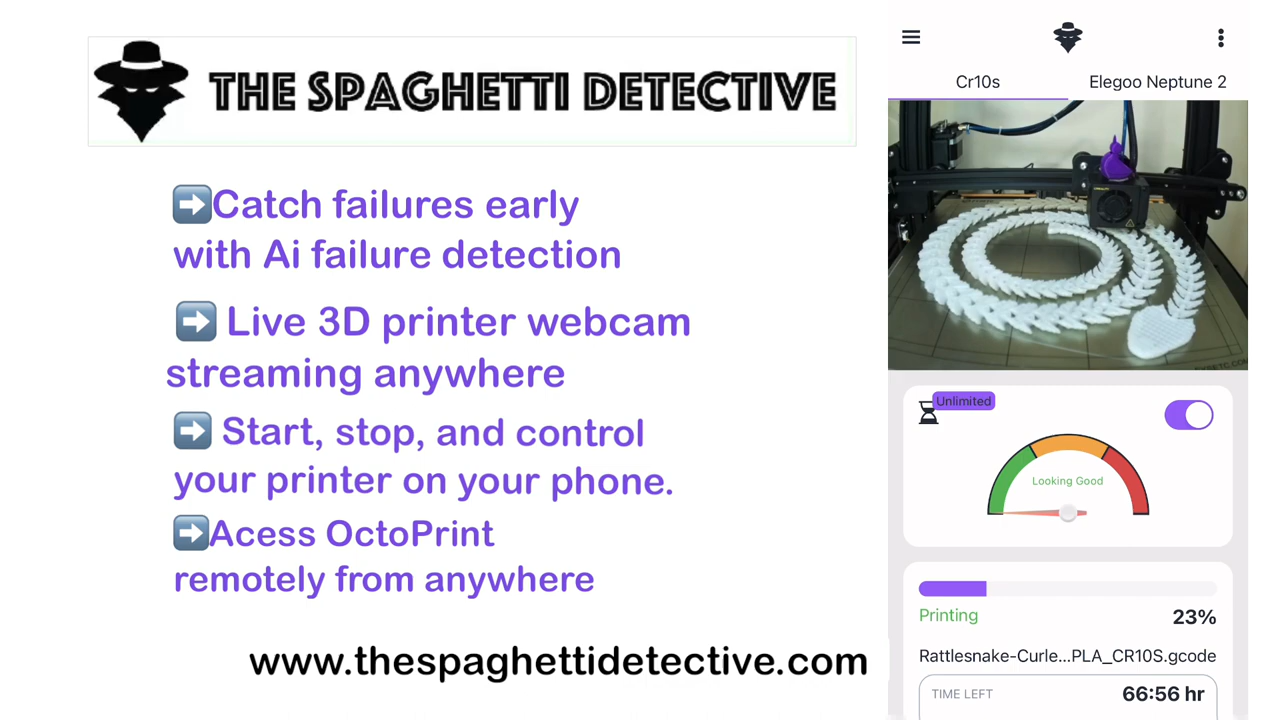 THE SPAGHETTI DETECTIVE
➡️Catch failures early
with Ai failure detection
➡️ Live 3D printer webcam
streaming anywhere
➡️ Start, stop, and control
your printer on your phone.
➡️Acess OctoPrint
remotely from anywhere
www.thespaghettidetective.com
Cr10s
Elegoo Neptune 2
Unlimited
Looking Good
Printing
23%
Rattlesnake-Curle...PLA_CR10S.gcode
TIME LEFT
66:56 hr